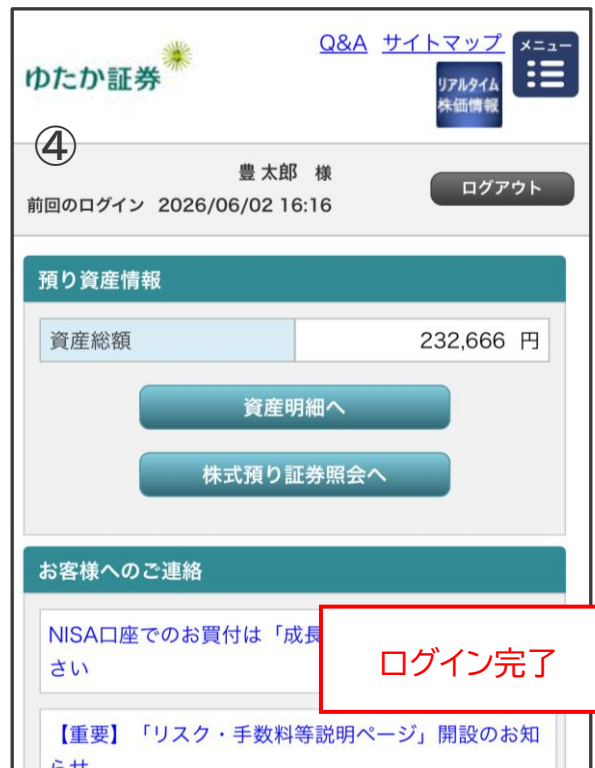 Q&A サイトマップ メニュー
ゆたか証券
リアルタイム
株価情報
④
豊 太郎 様
前回のログイン 2026/06/02 16:16
ログアウト
預り資産情報
資産総額 232,666 円
資産明細へ
株式預り証券照会へ
お客様へのご連絡
NISA口座でのお買付は「成長
さい
ログイン完了
【重要】「リスク・手数料等説明ページ」開設のお知
らせ